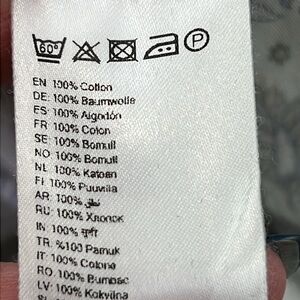 60° P
EN 100% Cotton
DE: 100% Baumwolle
ES: 100% Algodón
FR: 100% Coton
SE: 100% Bomull
NO: 100% Bomull
NL: 100% Katoen
FI: 100% Puuvilla
AR: 100% قطن
RU: 100% Хлопок
IN: 100% सूती
TR: %100 Pamuk
IT: 100% Cotone
RO: 100% Bumbac
LV: 100% Kokvilna